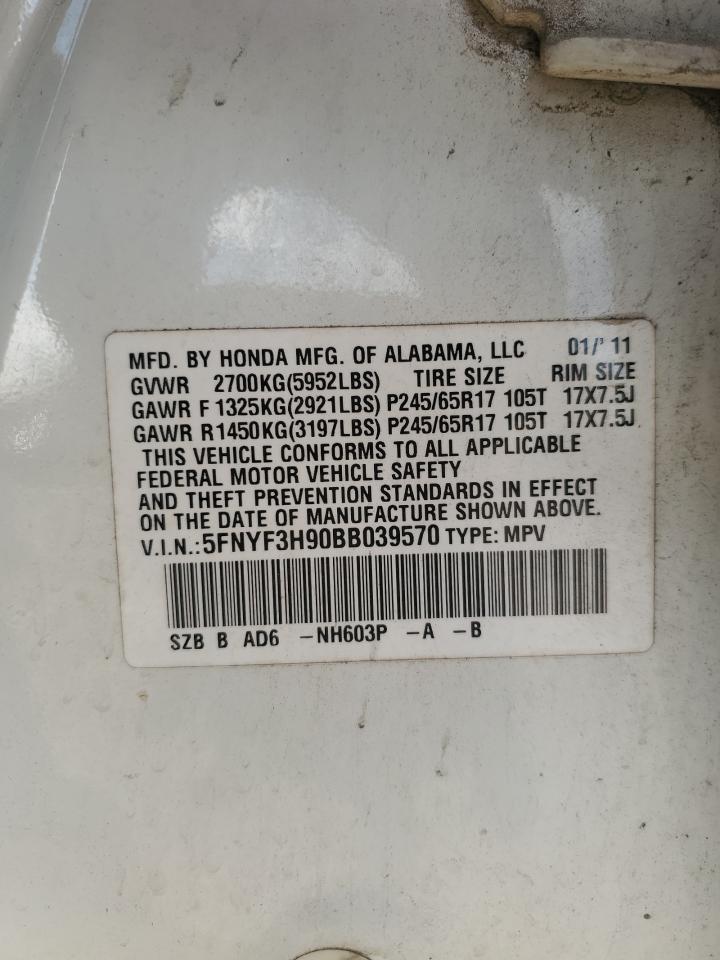 MFD. BY HONDA MFG. OF ALABAMA, LLC 01/'11
GVWR 2700KG(5952LBS) TIRE SIZE RIM SIZE
GAWR F 1325KG(2921LBS) P245/65R17 105T 17X7.5J
GAWR R 1450KG(3197LBS) P245/65R17 105T 17X7.5J
THIS VEHICLE CONFORMS TO ALL APPLICABLE
FEDERAL MOTOR VEHICLE SAFETY
AND THEFT PREVENTION STANDARDS IN EFFECT
ON THE DATE OF MANUFACTURE SHOWN ABOVE.
V.I.N.:5FNYF3H90BB039570 TYPE: MPV
SZB B AD6 -NH603P -A -B